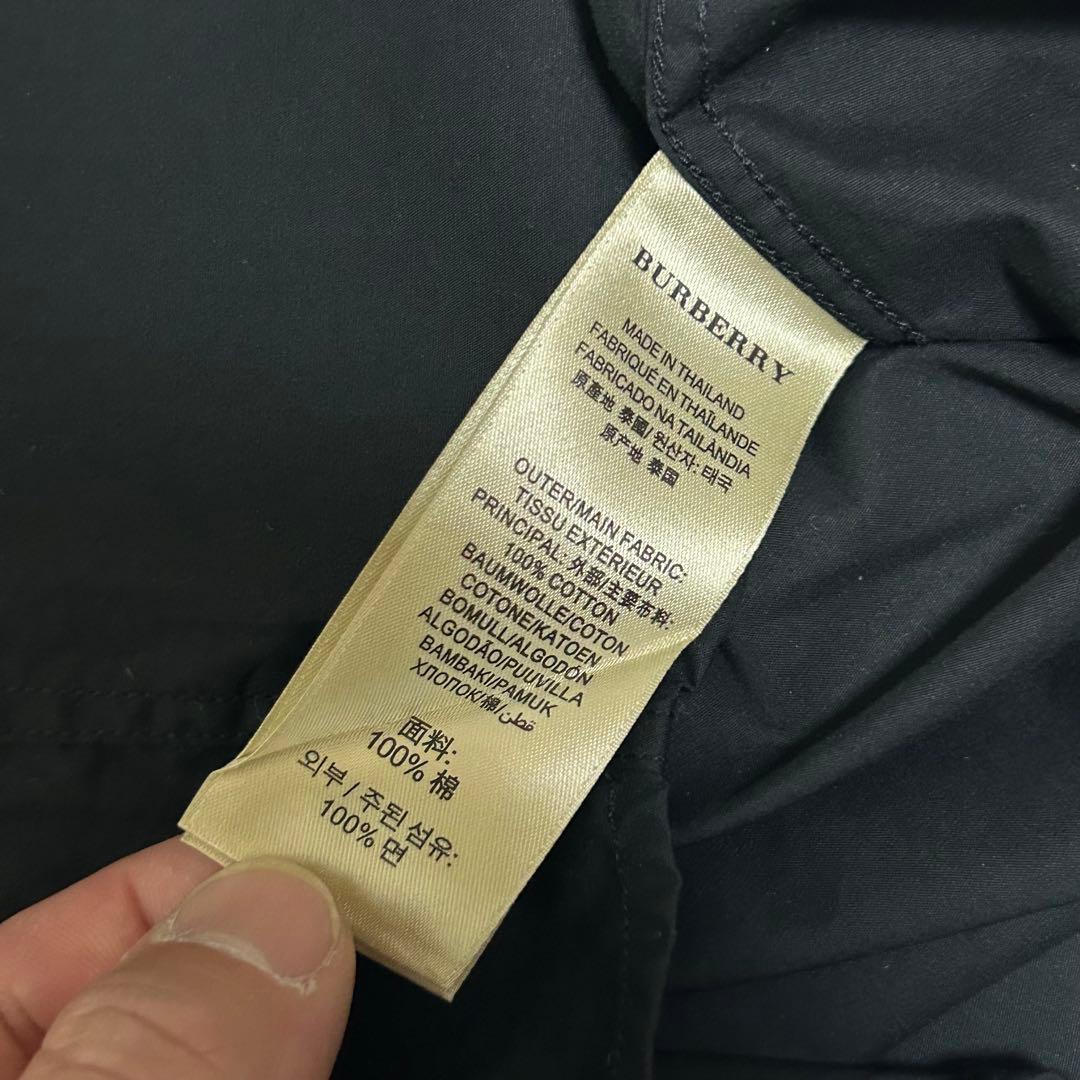 BURBERRY
MADE IN THAILAND
FABRIQUÉ EN THAÏLANDE
FABRICADO NA TAILÂNDIA
原產地 泰國/ 원산자: 태국
原产地 泰国
OUTER/MAIN FABRIC:
TISSU EXTÉRIEUR
PRINCIPAL: 外部/主要布料:
100% COTTON
BAUMWOLLE/COTON
COTONE/KATOEN
BOMULL/ALGODÓN
ALGODÃO/PUUVILLA
BAMBAKI/PAMUK
ХЛОПОК/綿/قطن
面料:
100% 棉
외부 / 주된 섬유:
100% 면